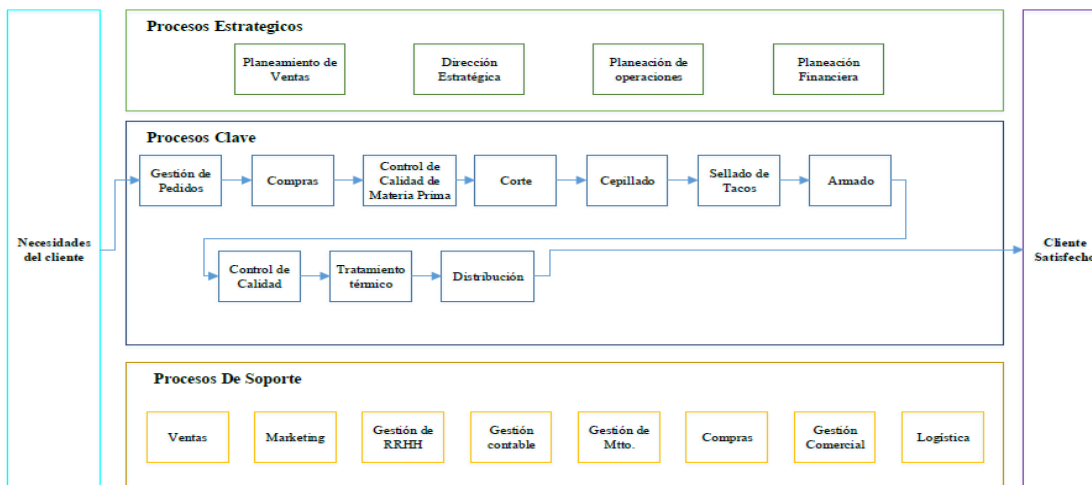 Procesos Estrategicos
Planeamiento de
Ventas
Dirección
Estratégica
Planeación de
operaciones
Planeación
Financiera
Necesidades
del cliente
Procesos Clave
Gestión de
Pedidos
Compras
Control de
Calidad de
Materia Prima
Corte
Cepillado
Sellado de
Tacos
Armado
Control de
Calidad
Tratamiento
térmico
Distribución
Cliente
Satisfecho
Procesos De Soporte
Ventas
Marketing
Gestión de
RRHH
Gestión
contable
Gestión de
Mtto.
Compras
Gestión
Comercial
Logística